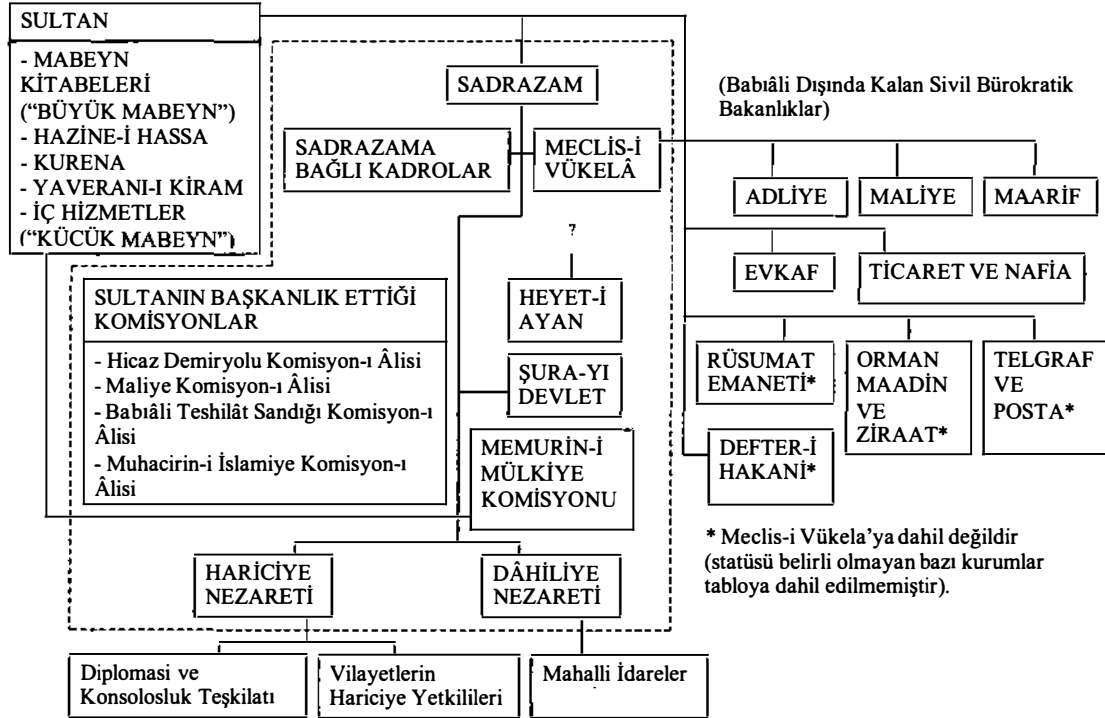 SULTAN
- MABEYN
KİTABELERİ
(“BÜYÜK MABEYN”)
- HAZİNE-İ HASSA
- KURENA
- YAVERANI-I KİRAM
- İÇ HİZMETLER
(“KÜCÜK MABEYN”)
SADRAZAM
SADRAZAMA
BAĞLI KADROLAR
MECLİS-İ
VÜKELÂ
(Babıâli Dışında Kalan Sivil Bürokratik
Bakanlıklar)
ADLİYE
MALİYE
MAARİF
EVKAF
TİCARET VE NAFİA
RÜSUMAT
EMANETİ*
ORMAN
MAADİN
VE
ZİRAAT*
TELGRAF
VE
POSTA*
DEFTER-İ
HAKANİ*
* Meclis-i Vükela’ya dahil değildir
(statüsü belirli olmayan bazı kurumlar
tabloya dahil edilmemiştir).
?
HEYET-İ
AYAN
ŞURA-YI
DEVLET
MEMURİN-İ
MÜLKİYE
KOMİSYONU
SULTANIN BAŞKANLIK ETTİĞİ
KOMİSYONLAR
- Hicaz Demiryolu Komisyon-ı Âlisi
- Maliye Komisyon-ı Âlisi
- Babıâli Teshilât Sandığı Komisyon-ı
Âlisi
- Muhacirin-i İslamiye Komisyon-ı
Âlisi
HARİCİYE
NEZARETİ
DÂHİLİYE
NEZARETİ
Diplomasi ve
Konsolosluk Teşkilatı
Vilayetlerin
Hariciye Yetkilileri
Mahalli İdareler